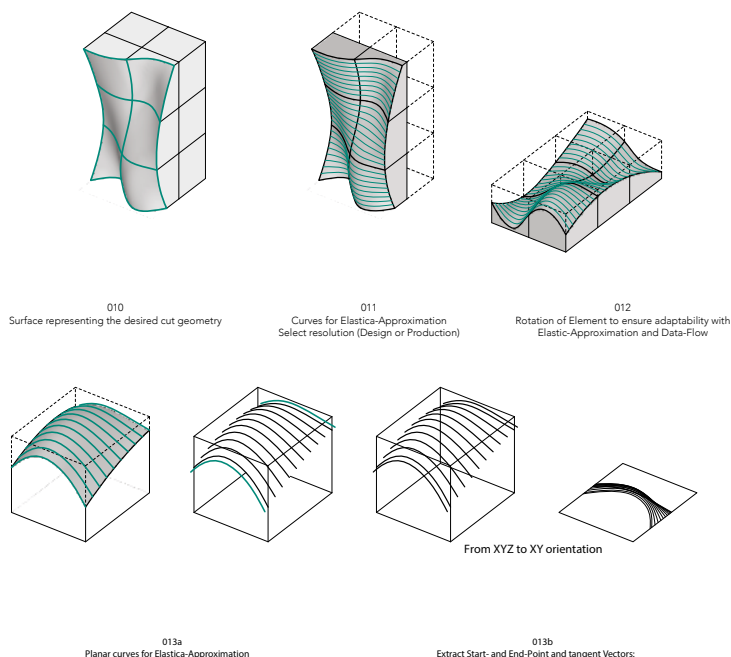 010
Surface representing the desired cut geometry
011
Curves for Elastica-Approximation
Select resolution (Design or Production)
012
Rotation of Element to ensure adaptability with
Elastic-Approximation and Data-Flow
From XYZ to XY orientation
013a
Planar curves for Elastica-Approximation
013b
Extract Start- and End-Point and tangent Vectors: